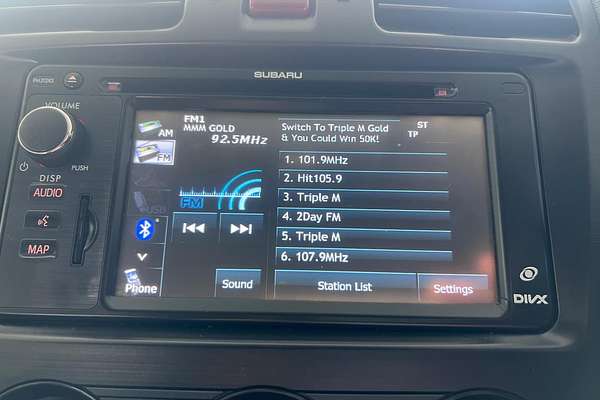 SUBARU
VOLUME
PUSH
DISP
AUDIO
MAP
FM1
MMM GOLD
92.5MHz
Switch To Triple M Gold
& You Could Win 50K!
ST
TP
AM
FM
USB
Phone
FM
1. 101.9MHz
2. Hit105.9
3. Triple M
4. 2Day FM
5. Triple M
6. 107.9MHz
Sound
Station List
Settings
DIVX